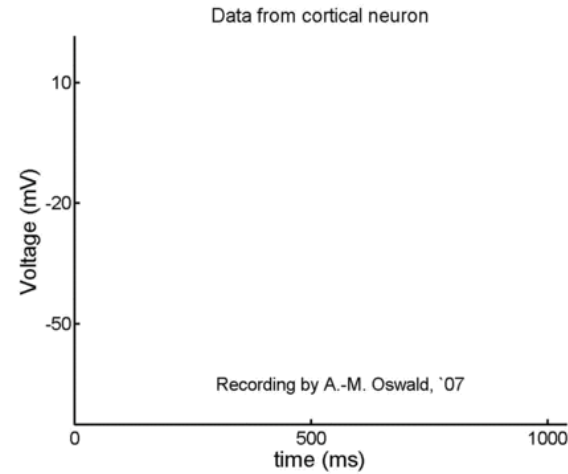 Data from cortical neuron
10
Voltage (mV)
-20
-50
Recording by A.-M. Oswald, `07
0 500 1000
time (ms)